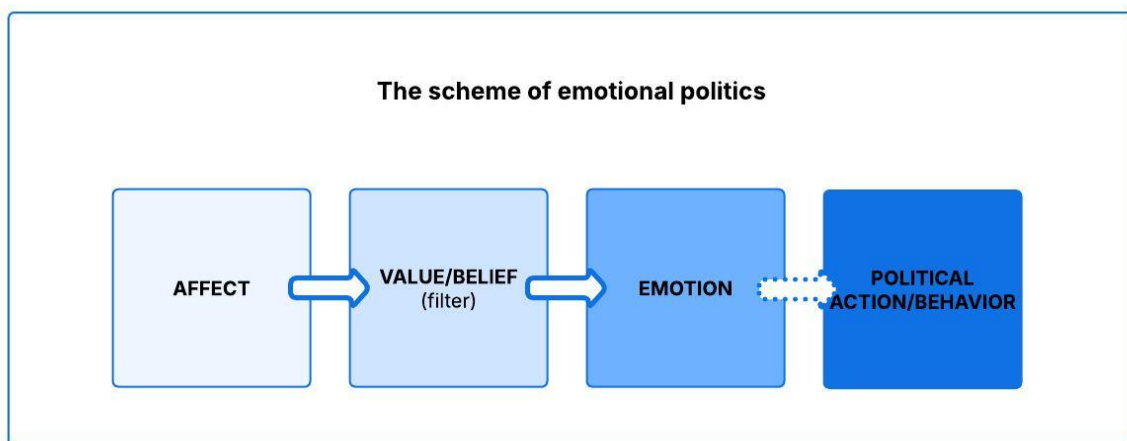 The scheme of emotional politics
AFFECT
VALUE/BELIEF
(filter)
EMOTION
POLITICAL
ACTION/BEHAVIOR